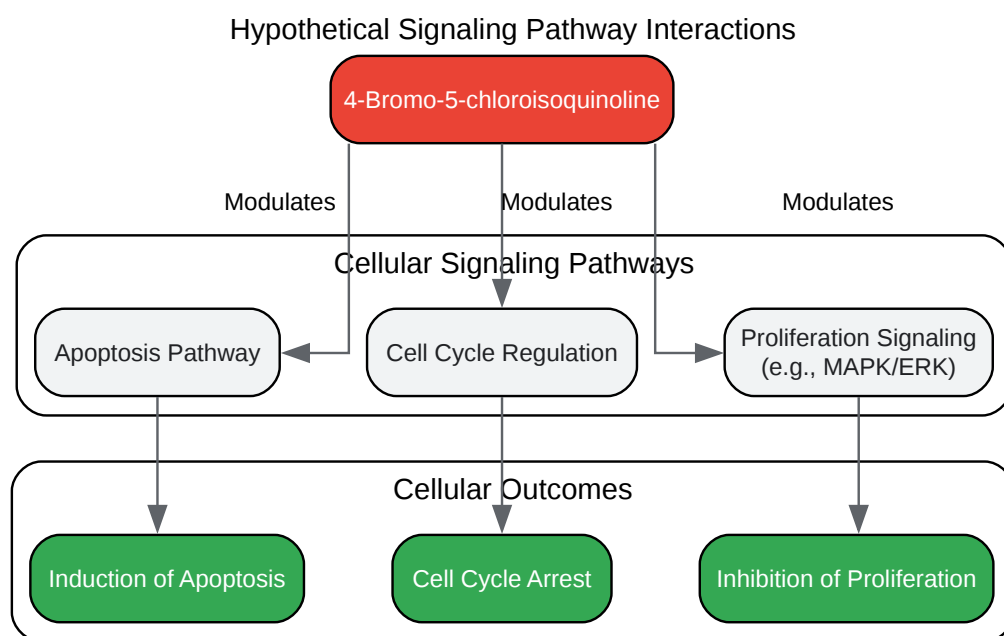 Hypothetical Signaling Pathway Interactions
4-Bromo-5-chloroisoquinoline
Modulates
Modulates
Modulates
Cellular Signaling Pathways
Apoptosis Pathway
Cell Cycle Regulation
Proliferation Signaling
(e.g., MAPK/ERK)
Cellular Outcomes
Induction of Apoptosis
Cell Cycle Arrest
Inhibition of Proliferation